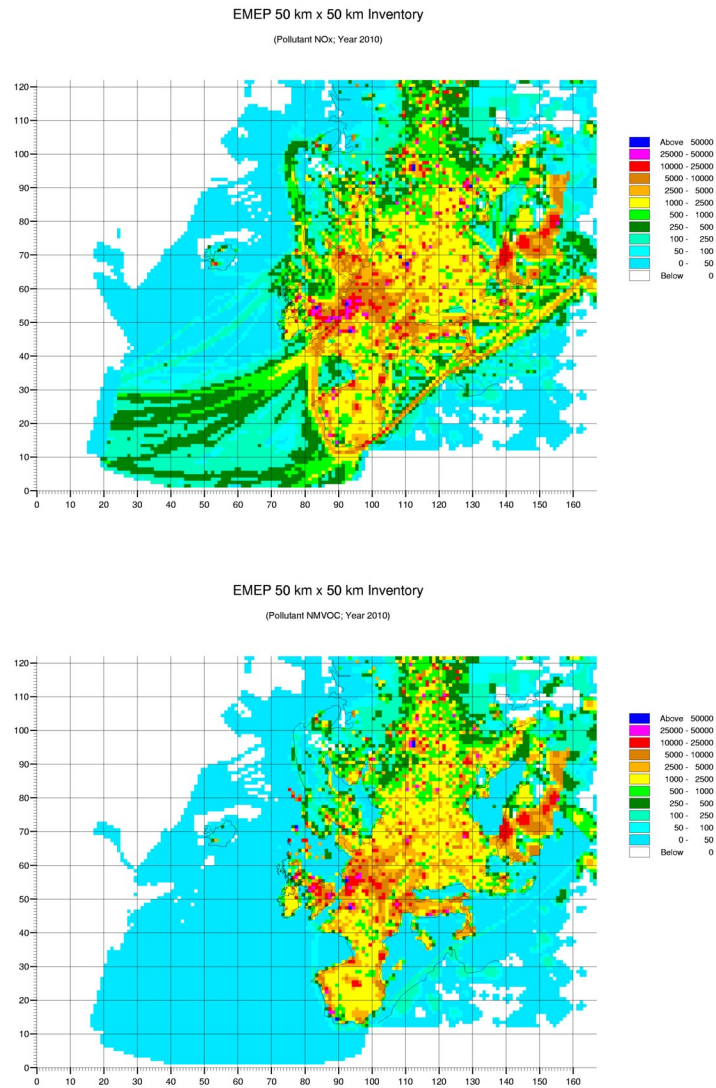 EMEP 50 km x 50 km Inventory
(Pollutant NOx; Year 2010)
120
110
100
90
80
70
60
50
40
30
20
10
0
0 10 20 30 40 50 60 70 80 90 100 110 120 130 140 150 160
Above 50000
25000 - 50000
10000 - 25000
5000 - 10000
2500 - 5000
1000 - 2500
500 - 1000
250 - 500
100 - 250
50 - 100
0 - 50
Below 0
EMEP 50 km x 50 km Inventory
(Pollutant NMVOC; Year 2010)
120
110
100
90
80
70
60
50
40
30
20
10
0
0 10 20 30 40 50 60 70 80 90 100 110 120 130 140 150 160
Above 50000
25000 - 50000
10000 - 25000
5000 - 10000
2500 - 5000
1000 - 2500
500 - 1000
250 - 500
100 - 250
50 - 100
0 - 50
Below 0